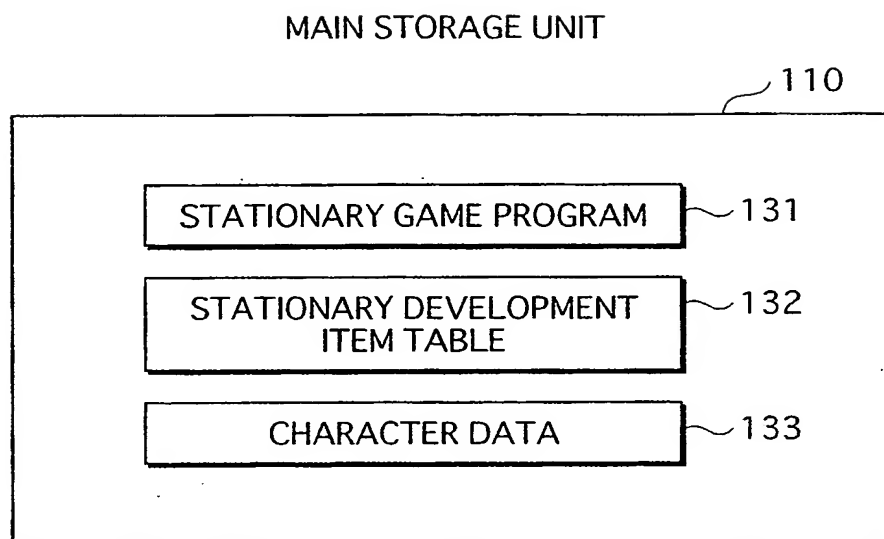 MAIN STORAGE UNIT
110
STATIONARY GAME PROGRAM 131
STATIONARY DEVELOPMENT
ITEM TABLE 132
CHARACTER DATA 133